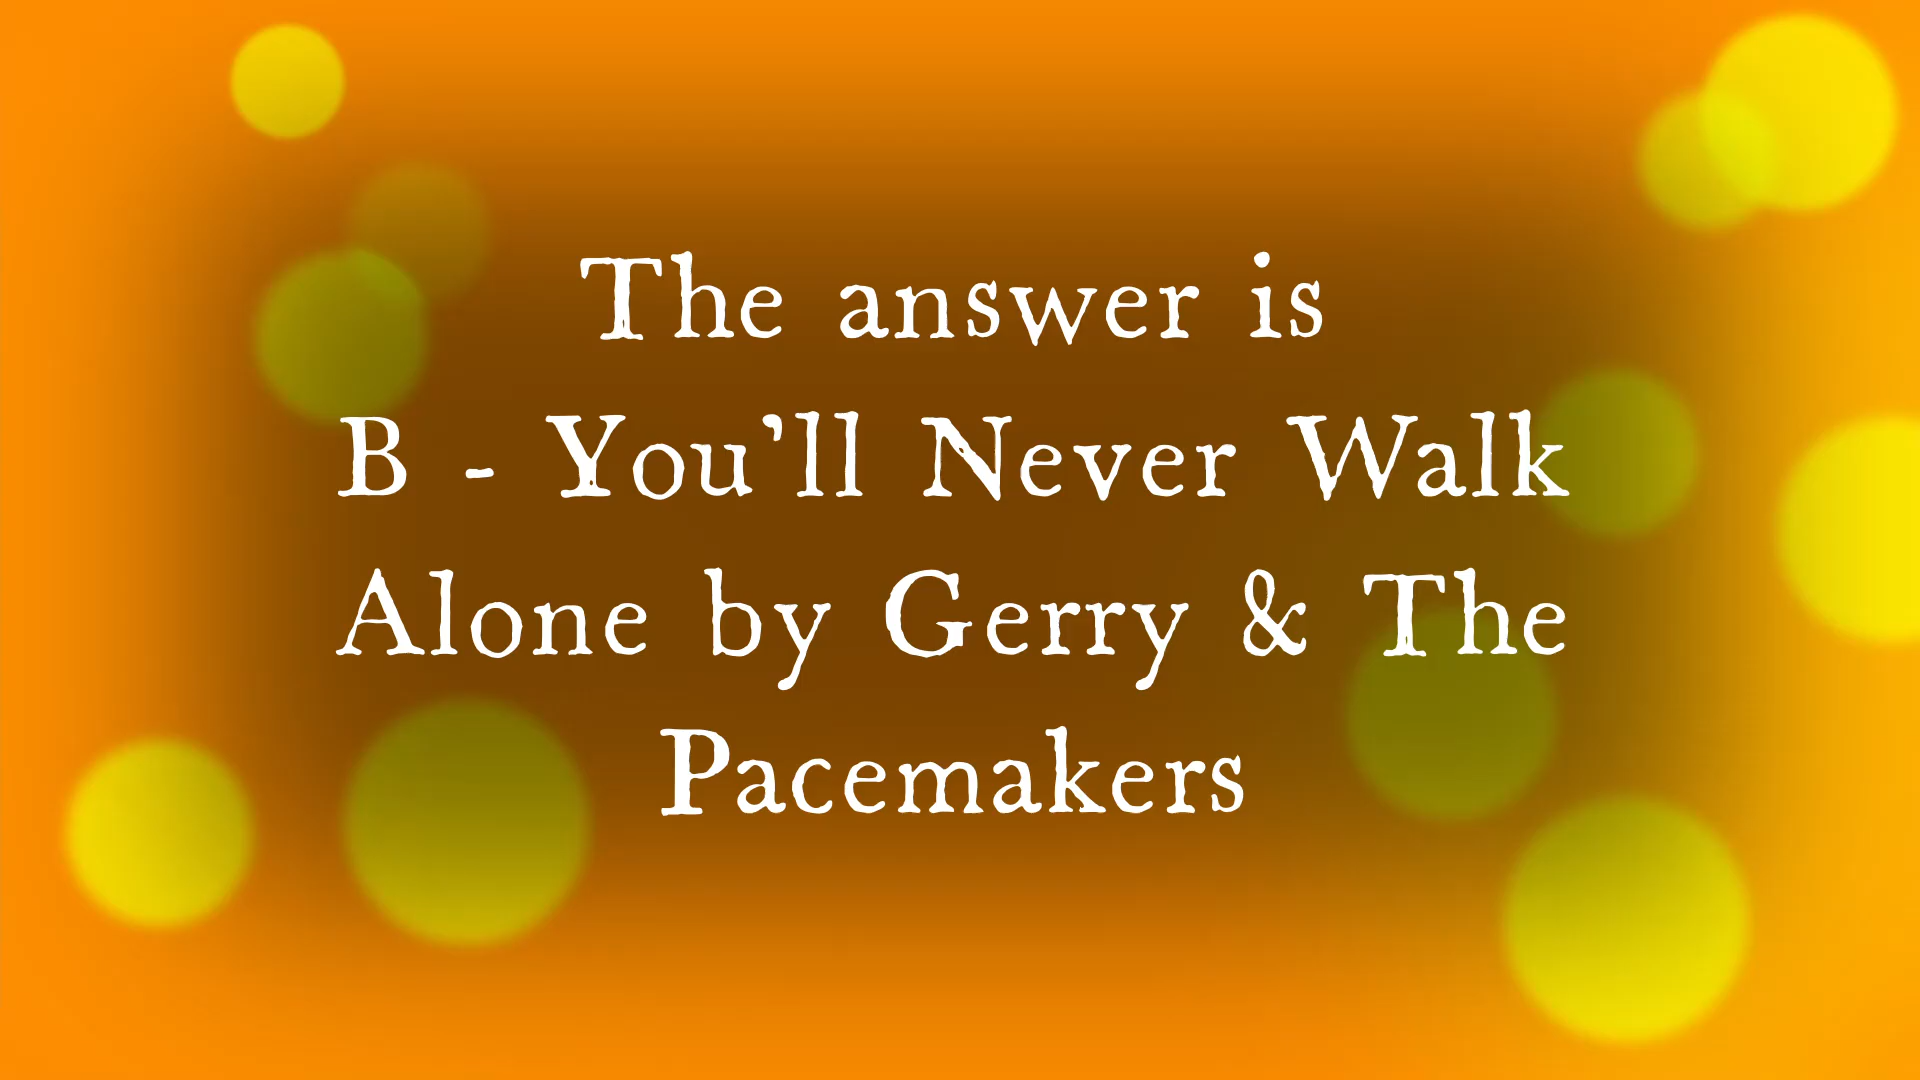 The answer is
B - You'll Never Walk
Alone by Gerry & The
Pacemakers